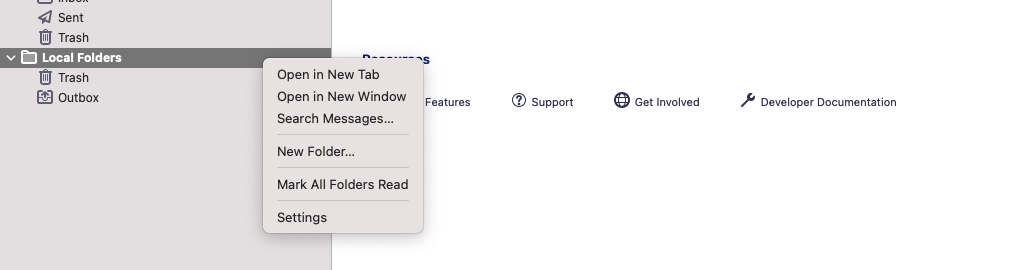 Inbox
Sent
Trash
Local Folders
Trash
Outbox
Resources
Features
Support
Get Involved
Developer Documentation
Open in New Tab
Open in New Window
Search Messages...
New Folder...
Mark All Folders Read
Settings